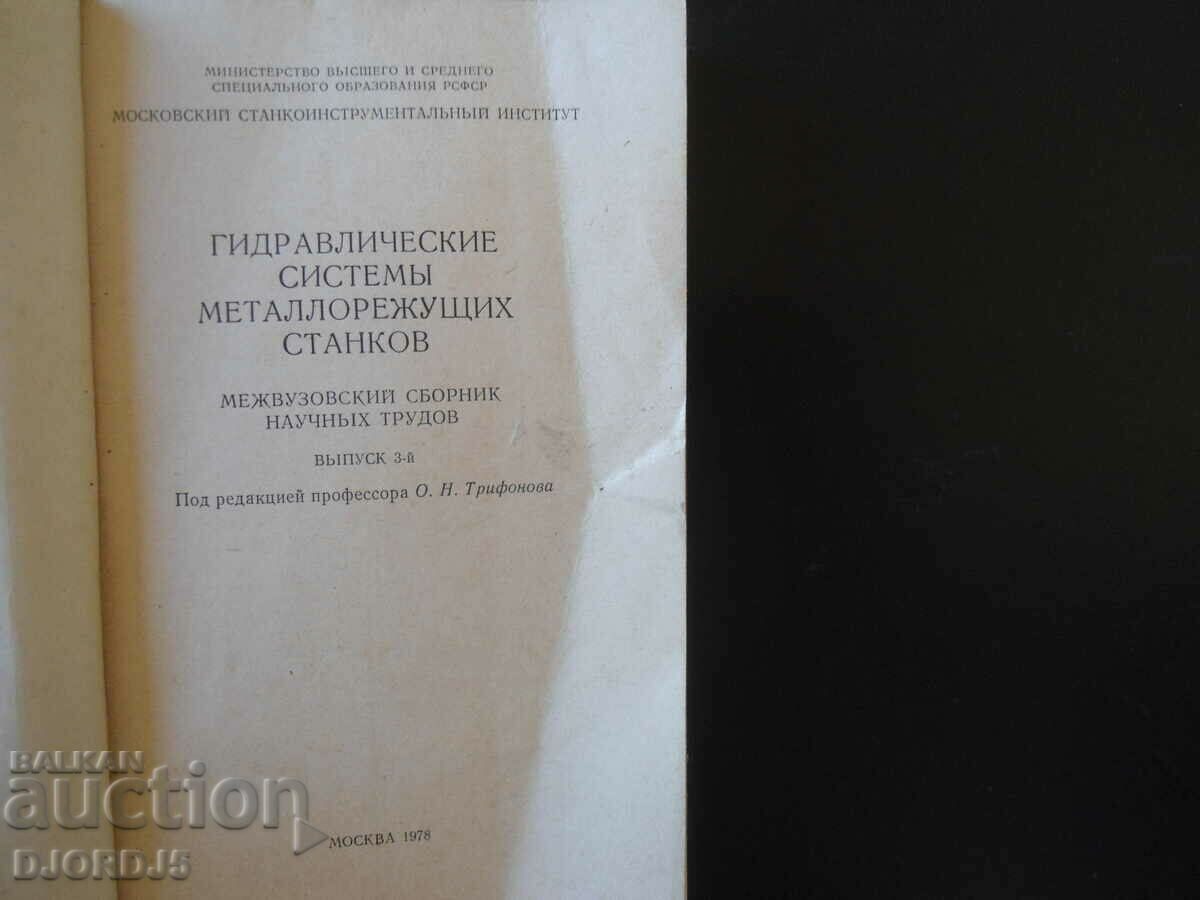 МИНИСТЕРСТВО ВЫСШЕГО И СРЕДНЕГО
СПЕЦИАЛЬНОГО ОБРАЗОВАНИЯ РСФСР
МОСКОВСКИЙ СТАНКОИНСТРУМЕНТАЛЬНЫЙ ИНСТИТУТ
ГИДРАВЛИЧЕСКИЕ
СИСТЕМЫ
МЕТАЛЛОРЕЖУЩИХ
СТАНКОВ
МЕЖВУЗОВСКИЙ СБОРНИК
НАУЧНЫХ ТРУДОВ
ВЫПУСК 3-й
Под редакцией профессора О. Н. Трифонова
МОСКВА 1978
BALKAN
auction
DJORDJ5